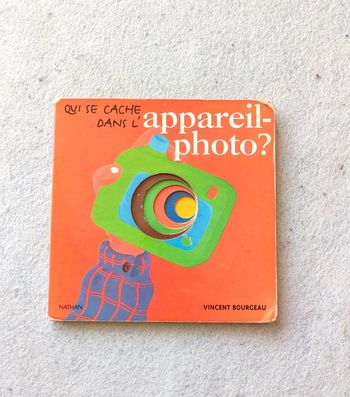 QUI SE CACHE
DANS L'appareil-
photo?
NATHAN
VINCENT BOURGEAU